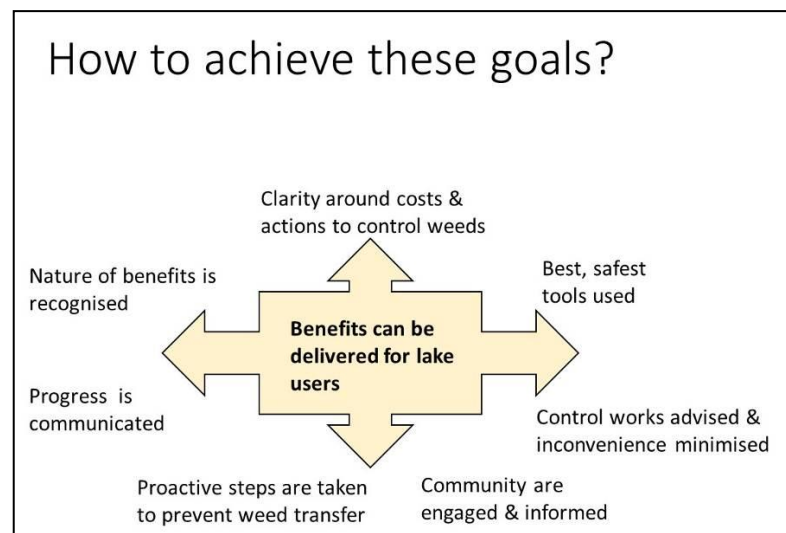 How to achieve these goals?
Clarity around costs &
actions to control weeds
Nature of benefits is
recognised
Best, safest
tools used
Benefits can be
delivered for lake
users
Progress is
communicated
Control works advised &
inconvenience minimised
Proactive steps are taken
to prevent weed transfer
Community are
engaged & informed